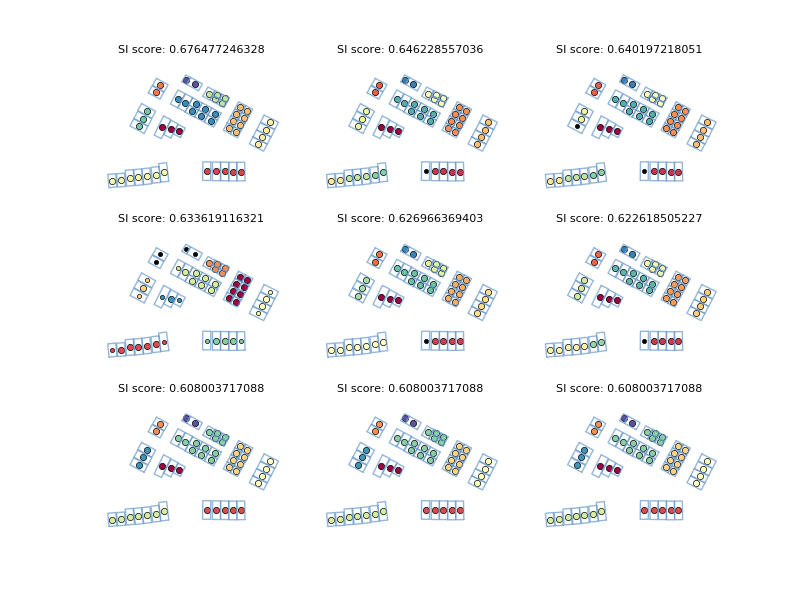 SI score: 0.676477246328
SI score: 0.646228557036
SI score: 0.640197218051
SI score: 0.633619116321
SI score: 0.626966369403
SI score: 0.622618505227
SI score: 0.608003717088
SI score: 0.608003717088
SI score: 0.608003717088